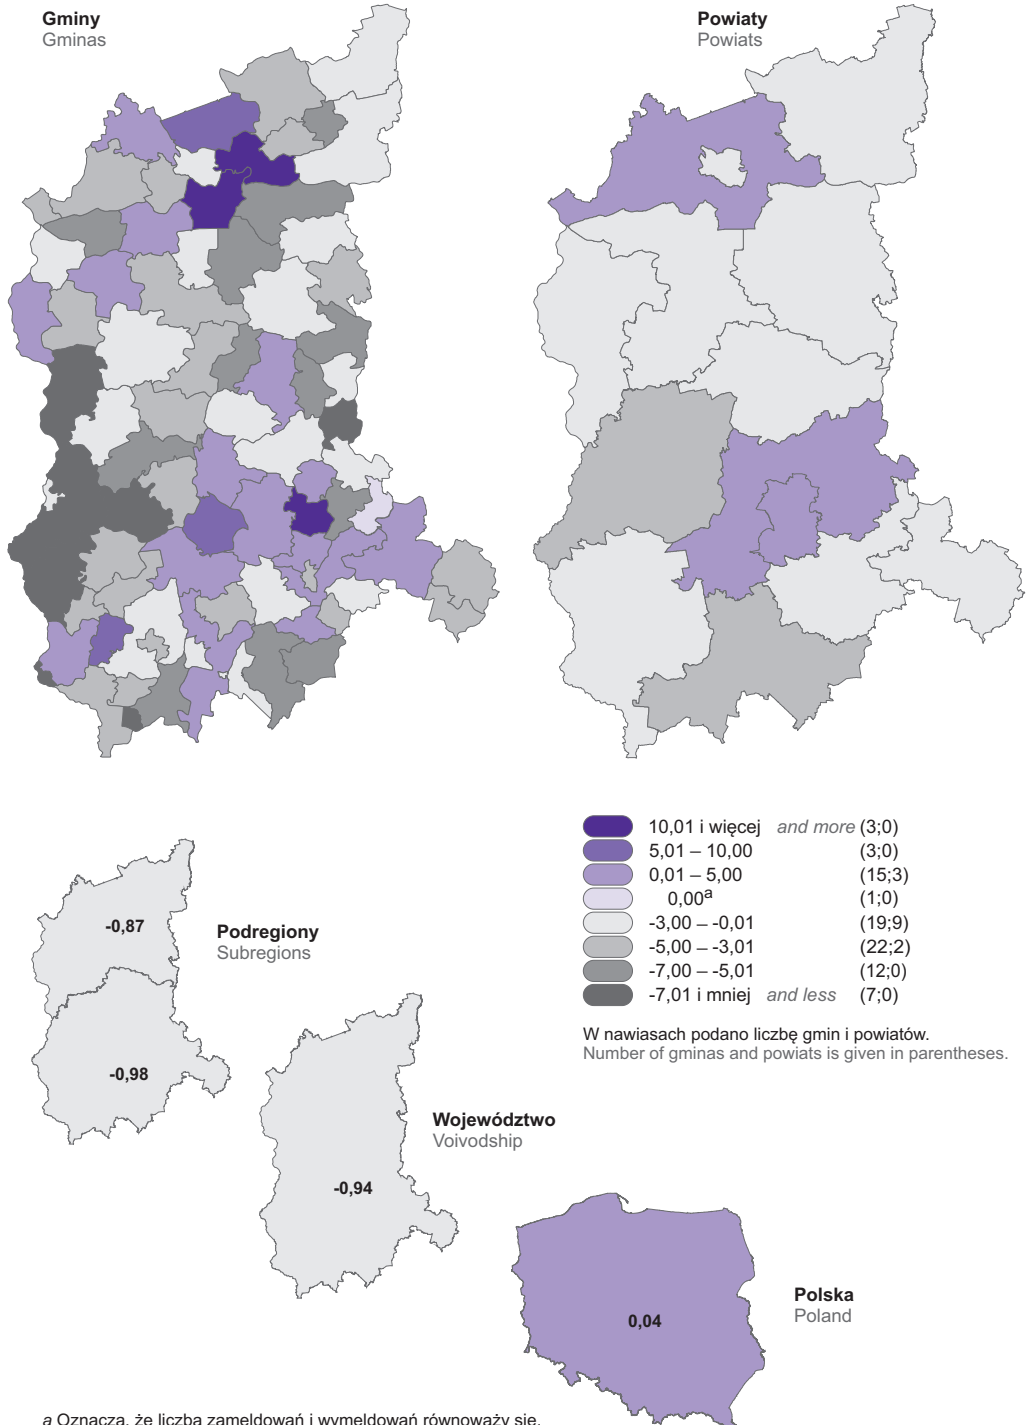 Gminy
Gminas
Powiaty
Powiats
10,01 i więcej and more (3;0)
5,01 – 10,00 (3;0)
0,01 – 5,00 (15;3)
0,00a (1;0)
-3,00 – -0,01 (19;9)
-5,00 – -3,01 (22;2)
-7,00 – -5,01 (12;0)
-7,01 i mniej and less (7;0)
W nawiasach podano liczbę gmin i powiatów.
Number of gminas and powiats is given in parentheses.
-0,87
Podregiony
Subregions
-0,98
Województwo
Voivodship
-0,94
Polska
Poland
0,04
a Oznacza, że liczba zameldowań i wymeldowań równoważy się.